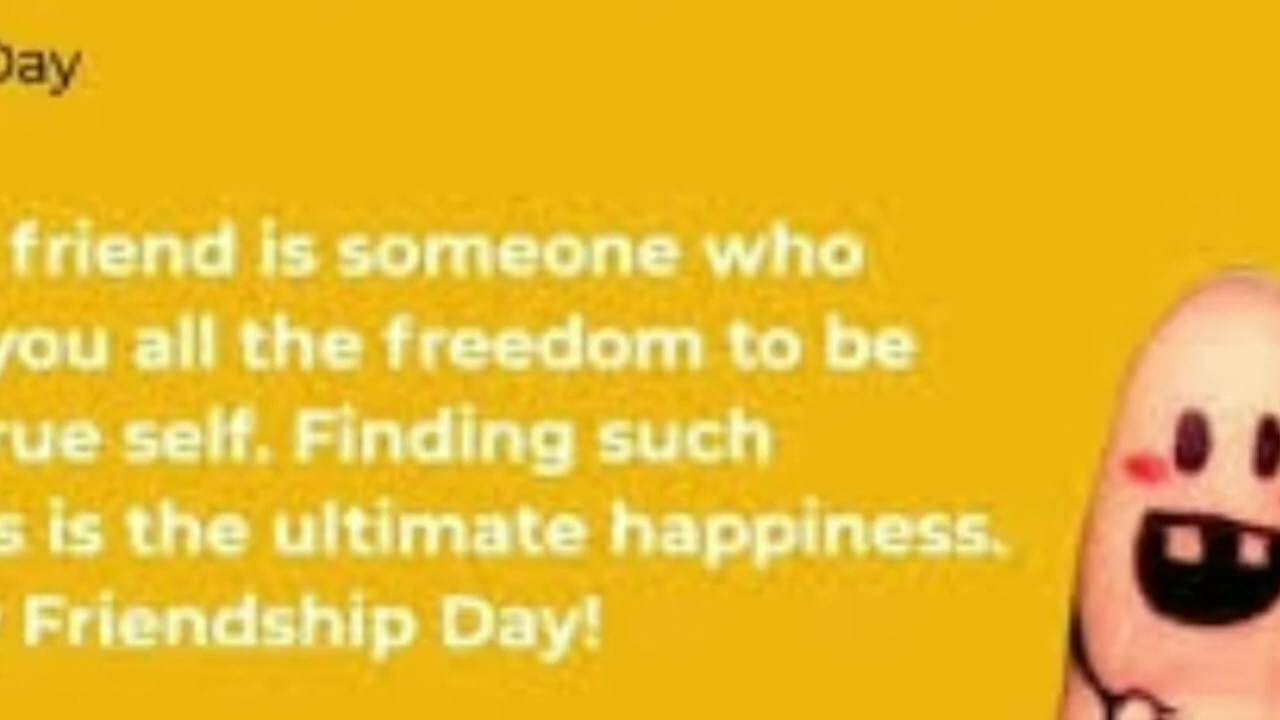 Day
friend is someone who
you all the freedom to be
rue self. Finding such
s is the ultimate happiness.
Friendship Day!